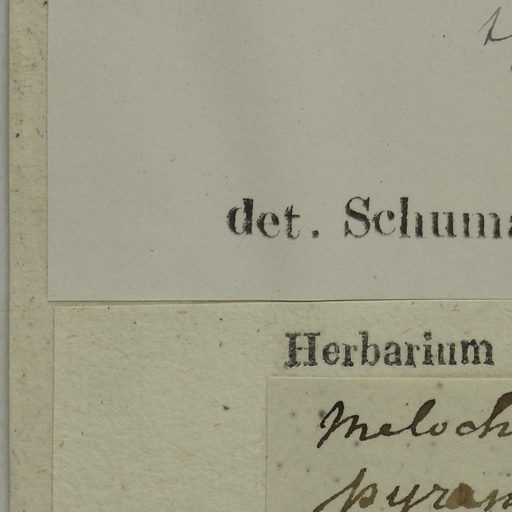 det. Schuma
Herbarium
Meloch
pyram